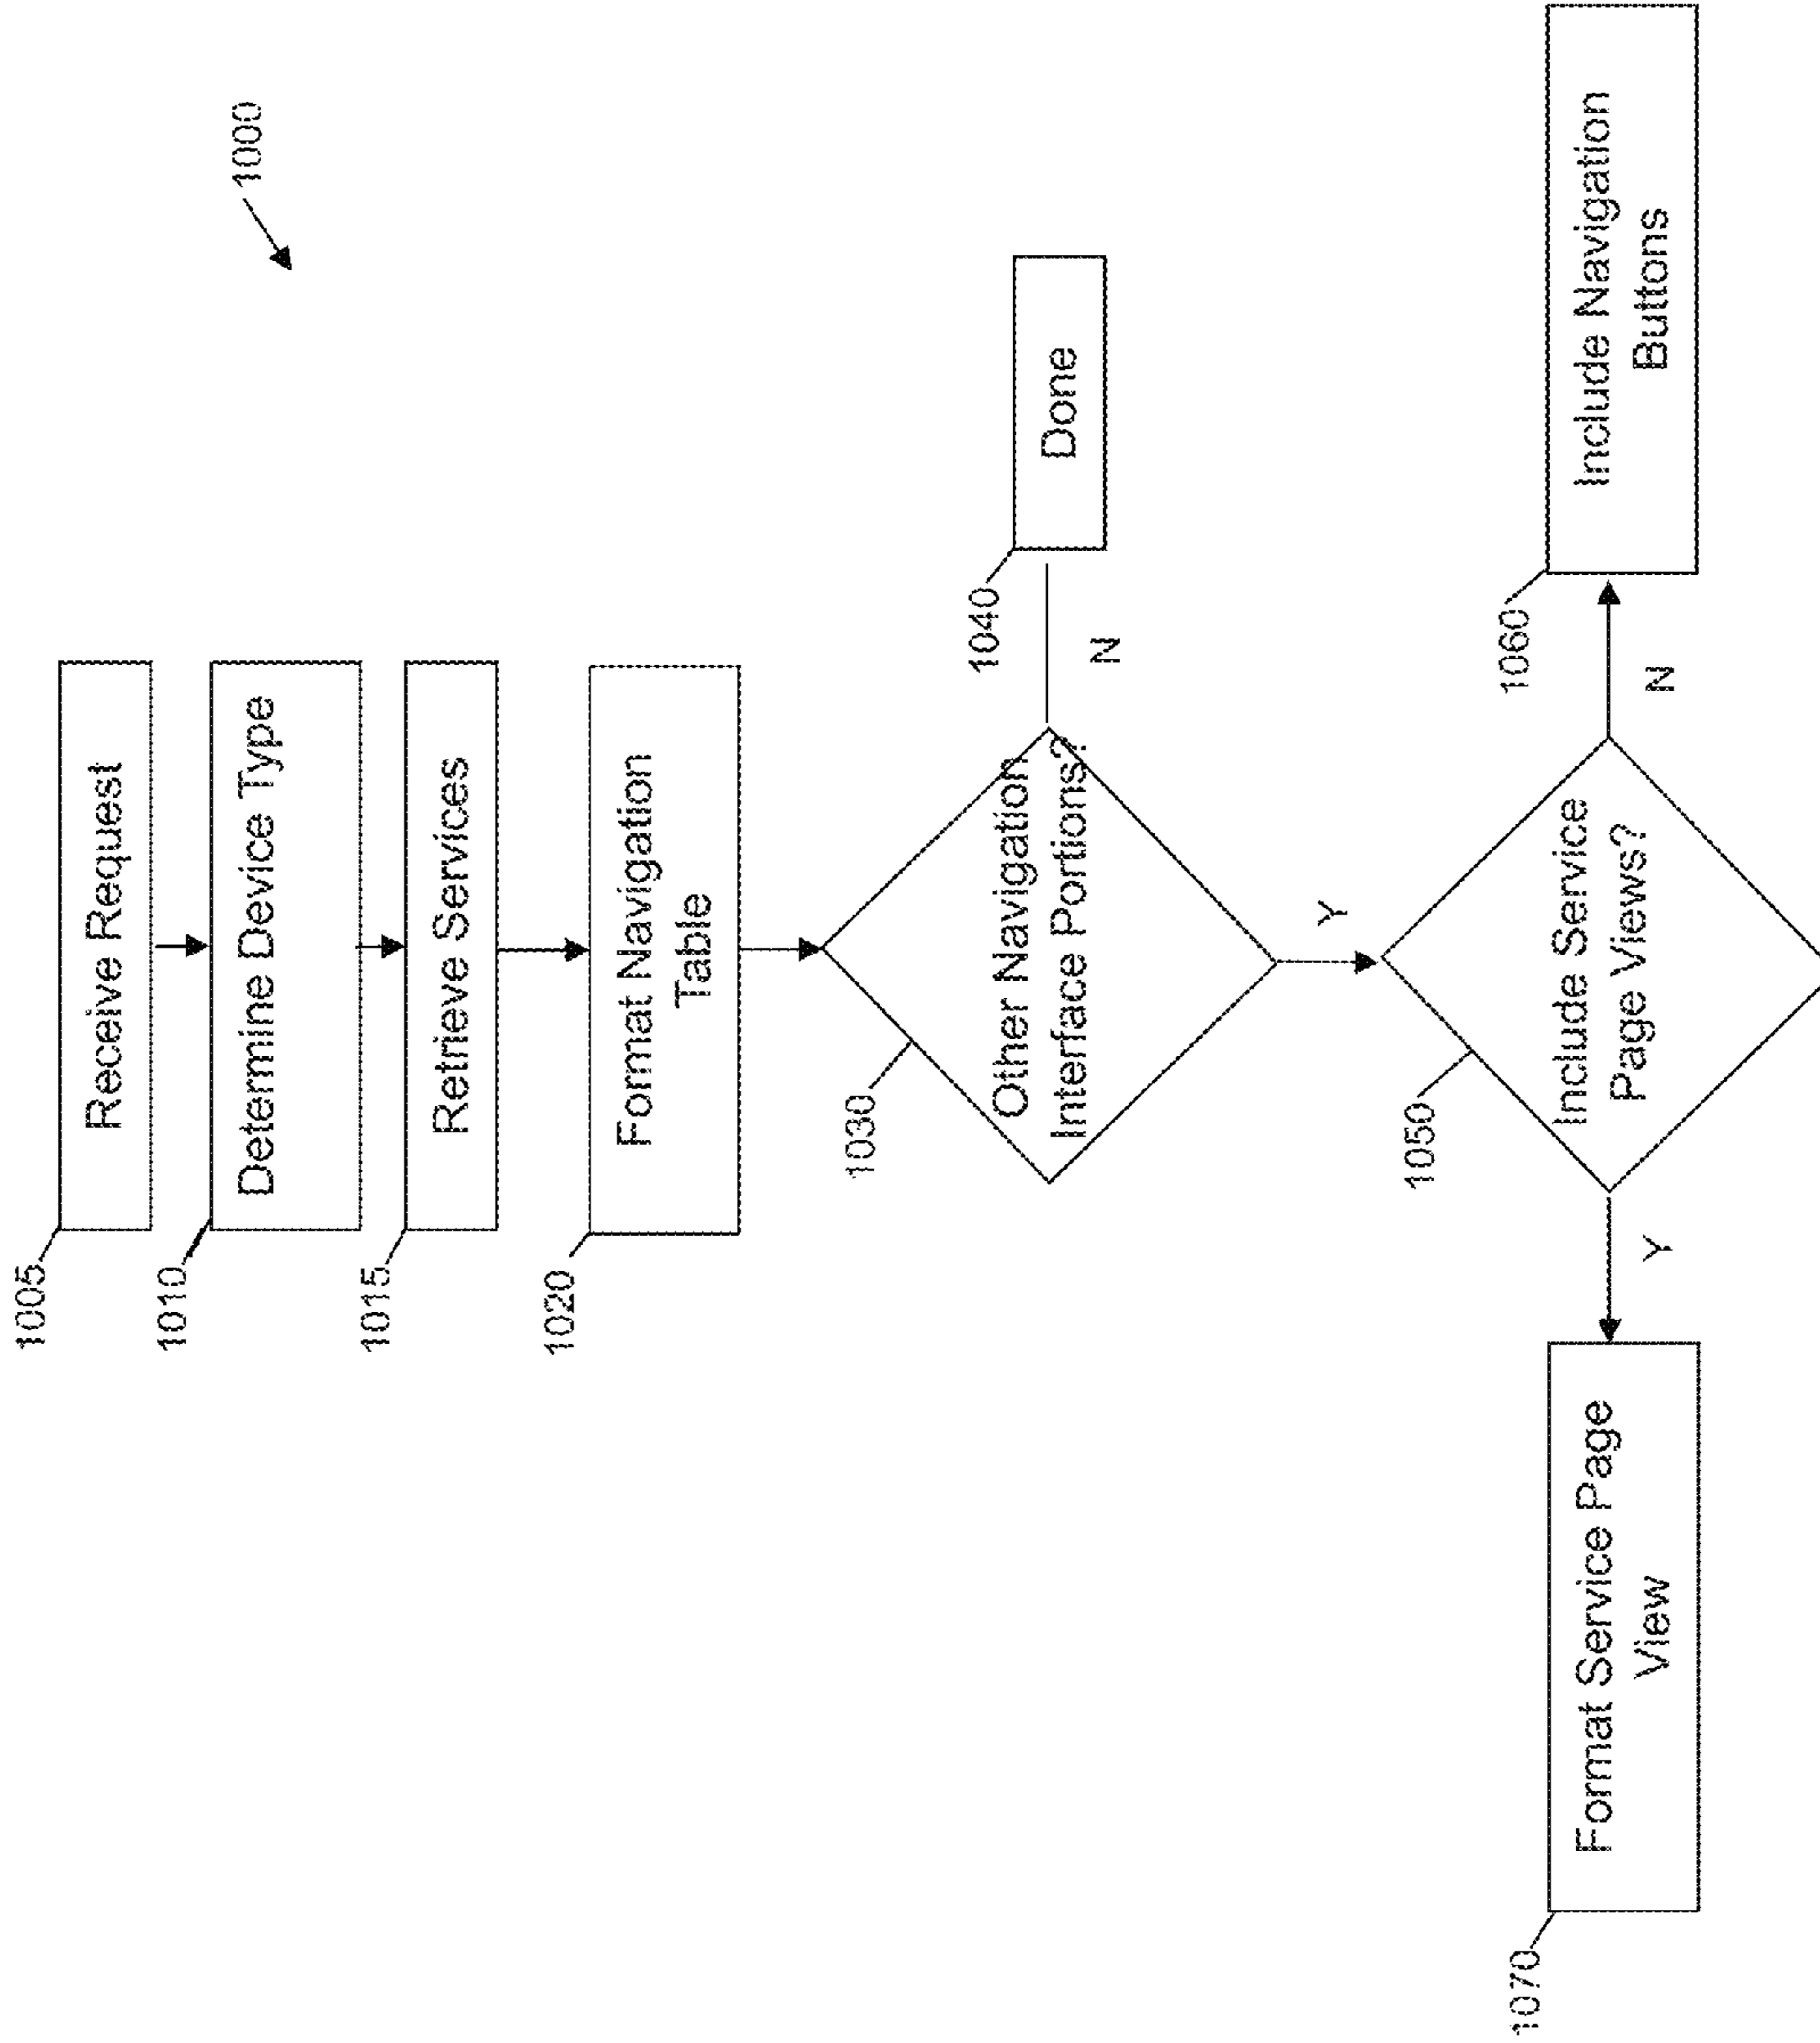 1000
1005
Receive Request
1010
Determine Device Type
1015
Retrieve Services
1020
Format Navigation
Table
1030
Other Navigation
Interface Portions?
N
1040
Done
Y
1050
Include Service
Page Views?
N
1060
Include Navigation
Buttons
Y
1070
Format Service Page
View